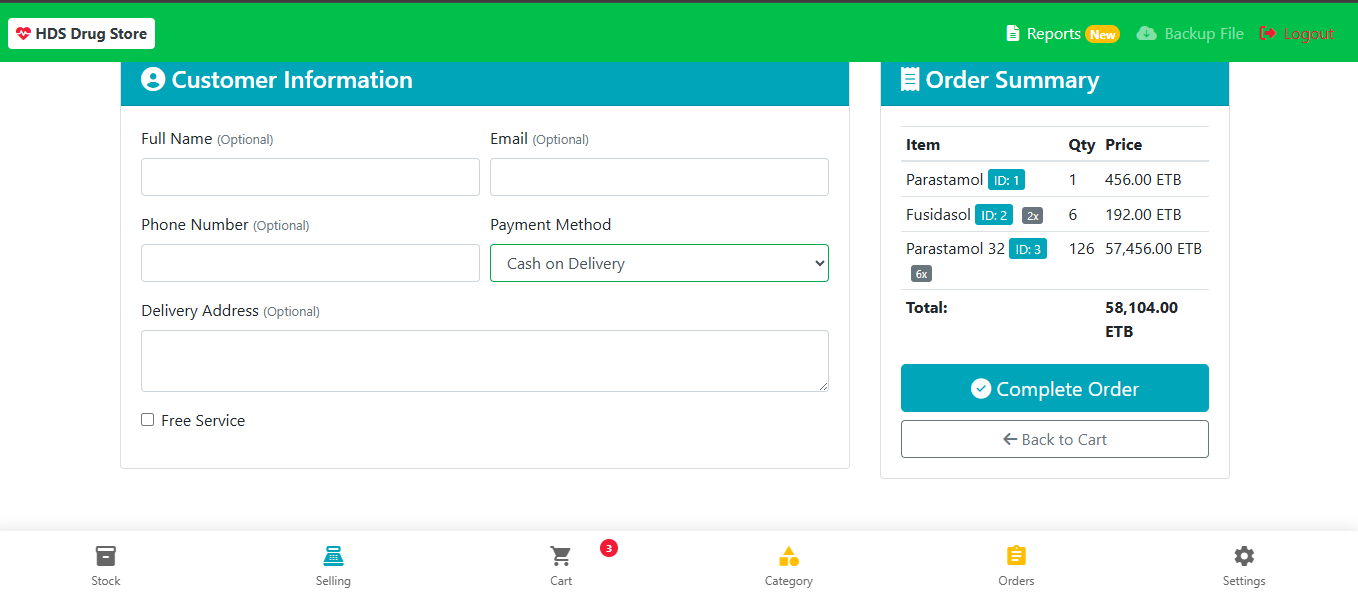 HDS Drug Store
Reports New
Backup File
Logout
Customer Information
Full Name (Optional)
Email (Optional)
Phone Number (Optional)
Payment Method
Cash on Delivery
Delivery Address (Optional)
Free Service
Order Summary
Item Qty Price
Parastamol ID: 1 1 456.00 ETB
Fusidasol ID: 2 2x 6 192.00 ETB
Parastamol 32 ID: 3 126 57,456.00 ETB
6x
Total: 58,104.00
ETB
Complete Order
Back to Cart
3
Stock Selling Cart Category Orders Settings